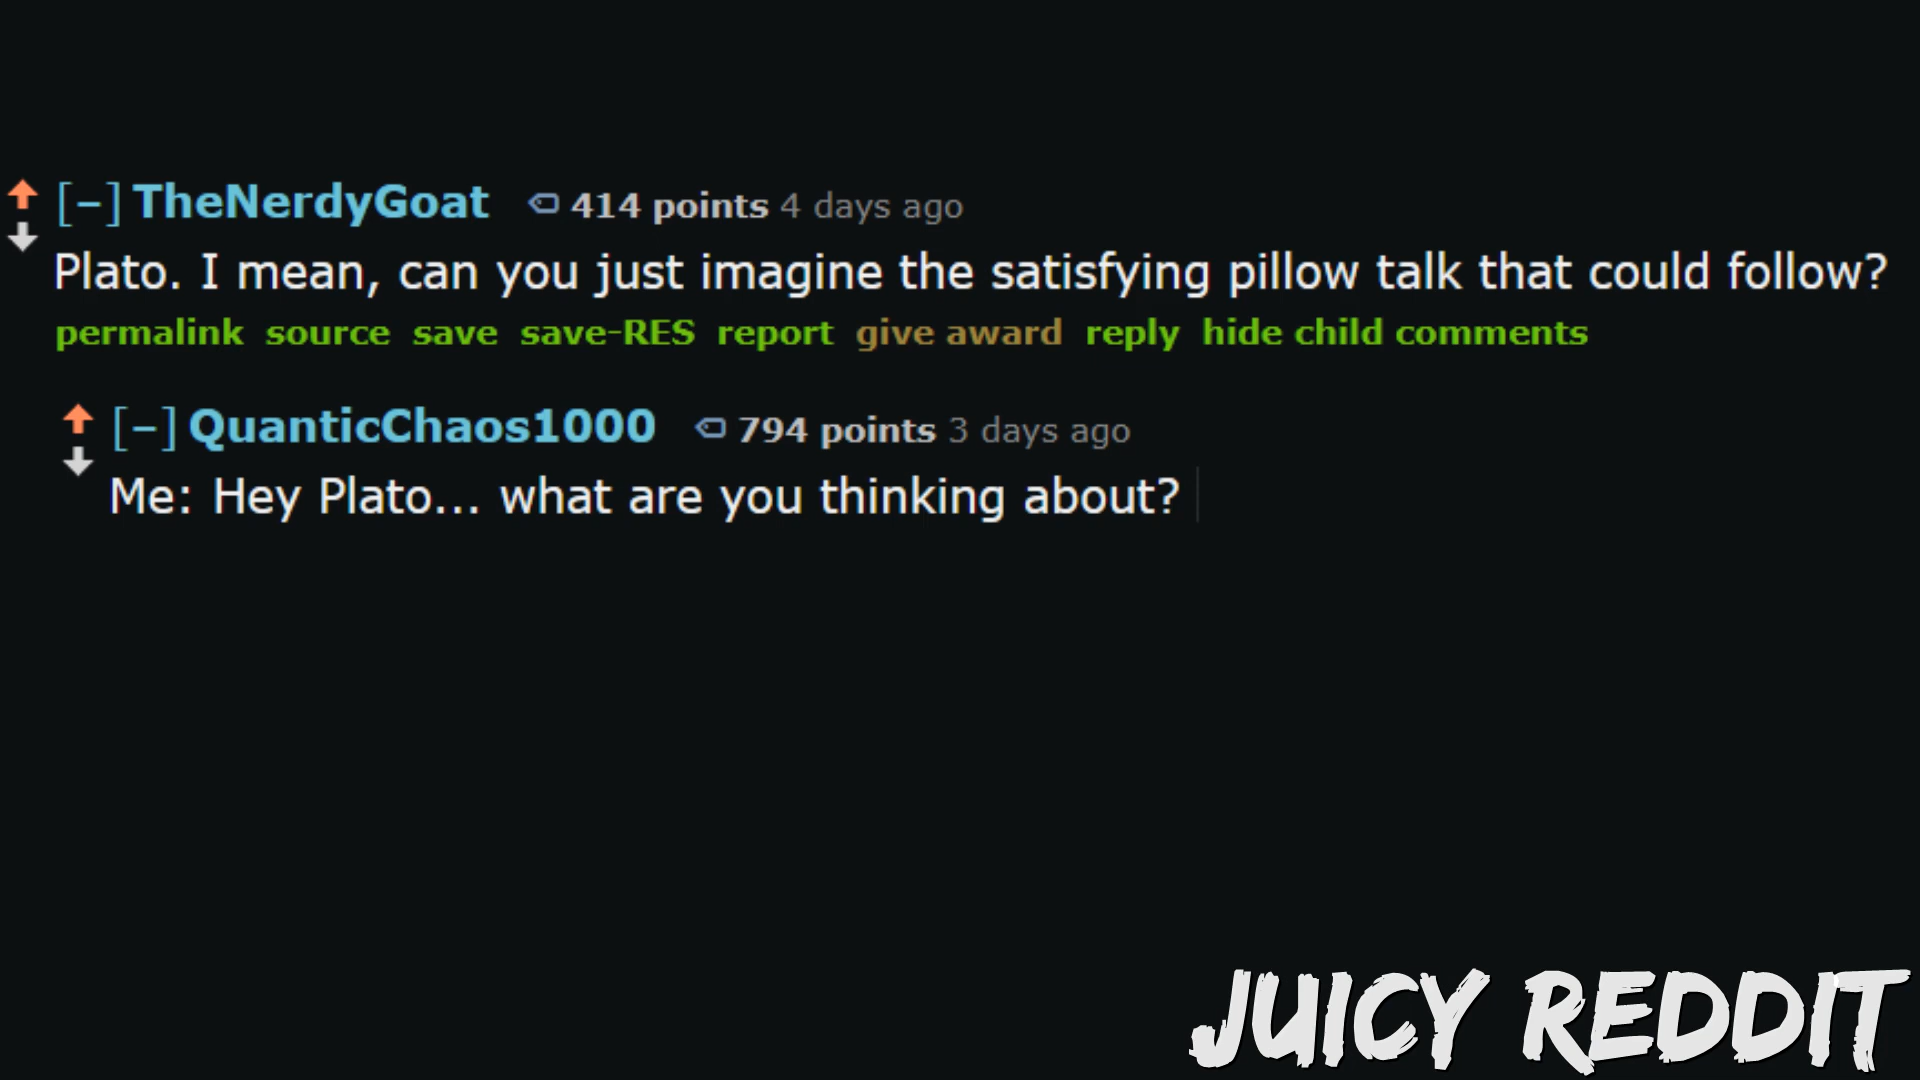 [–] TheNerdyGoat 414 points 4 days ago
Plato. I mean, can you just imagine the satisfying pillow talk that could follow?
permalink source save save-RES report give award reply hide child comments
[–] QuanticChaos1000 794 points 3 days ago
Me: Hey Plato... what are you thinking about?
JUICY REDDIT